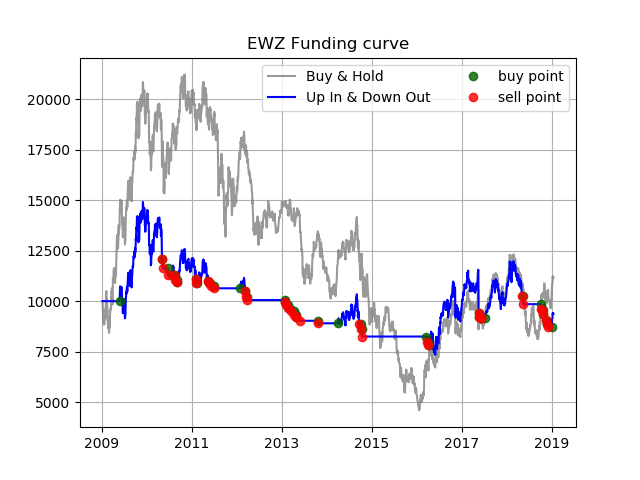 EWZ Funding curve
Buy & Hold
Up In & Down Out
buy point
sell point
20000
17500
15000
12500
10000
7500
5000
2009 2011 2013 2015 2017 2019